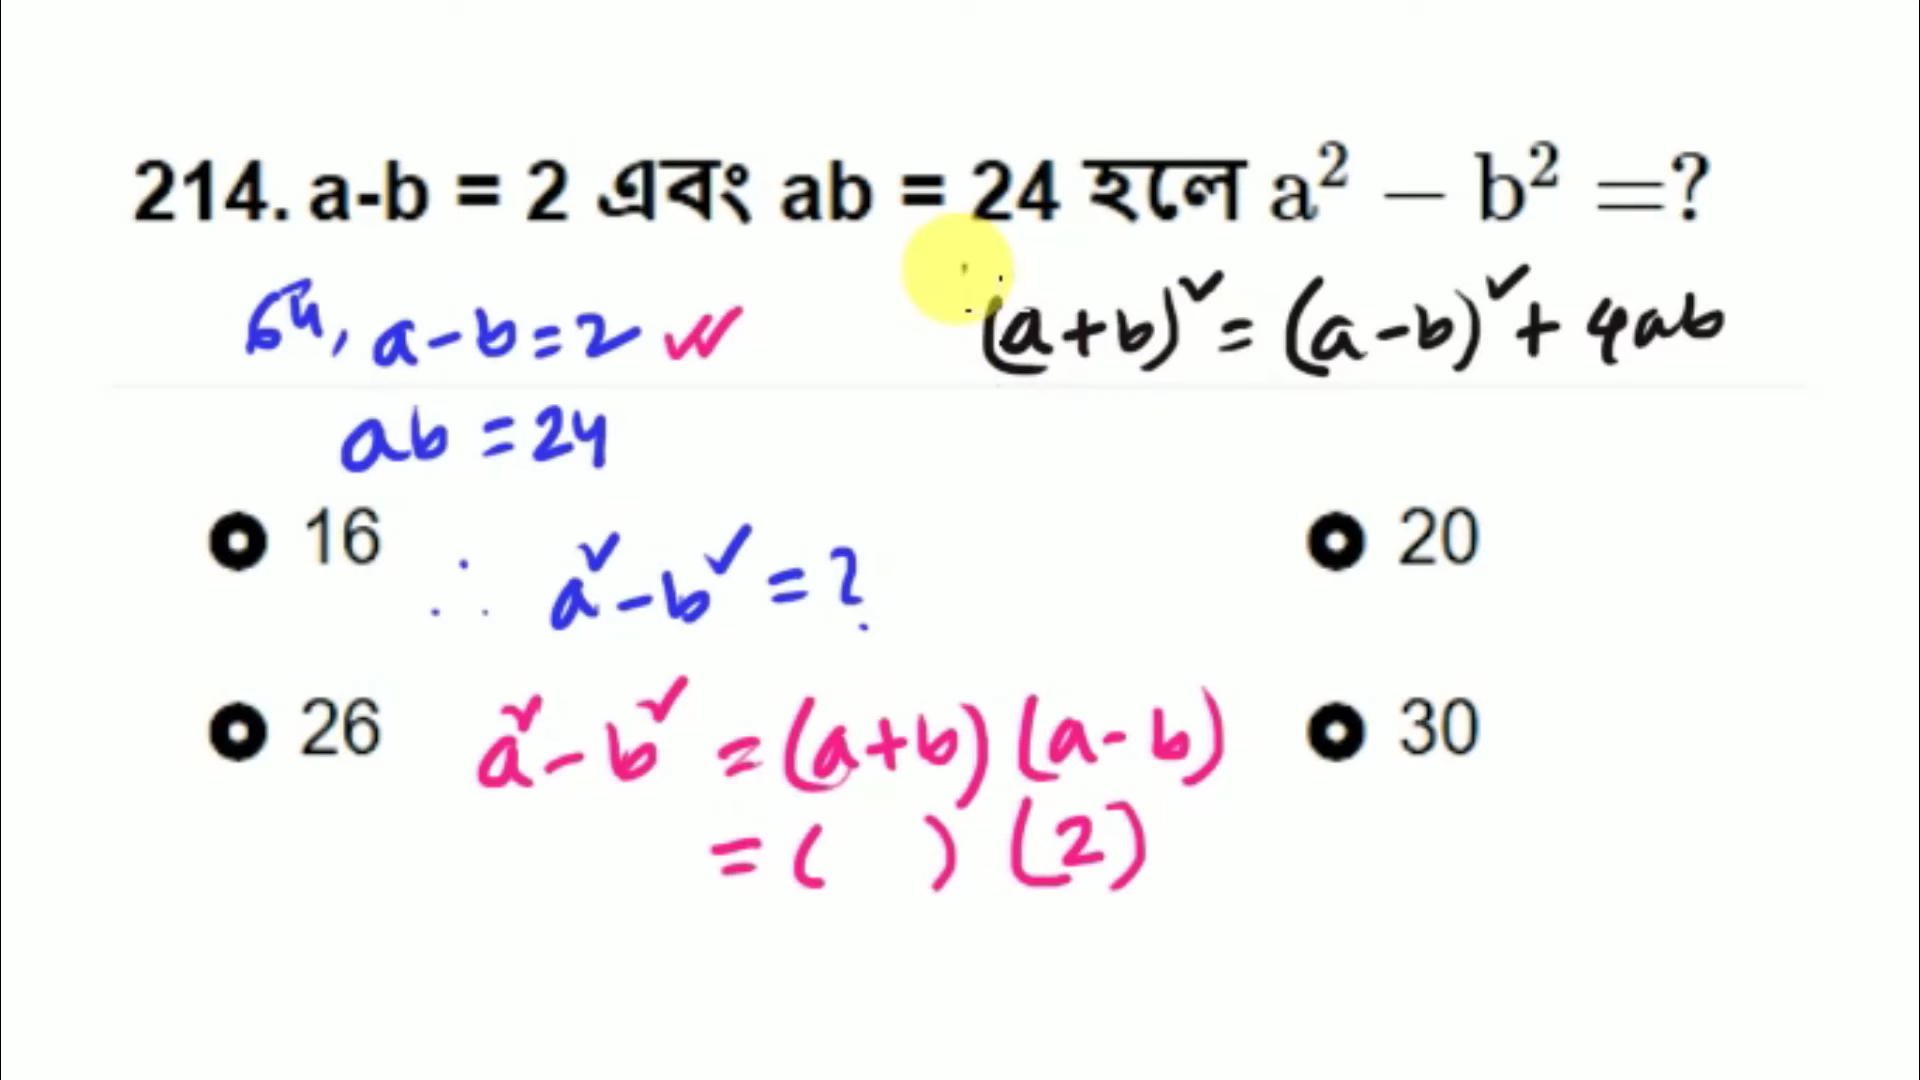 214. a-b = 2 এবং ab = 24 হলে a² − b² =?
a-b=2
(a+b)² = (a-b)² + 4ab
ab = 24
16
20
∴ a² - b² = ?
26
30
a² - b² = (a+b) (a-b)
= ( ) (2)